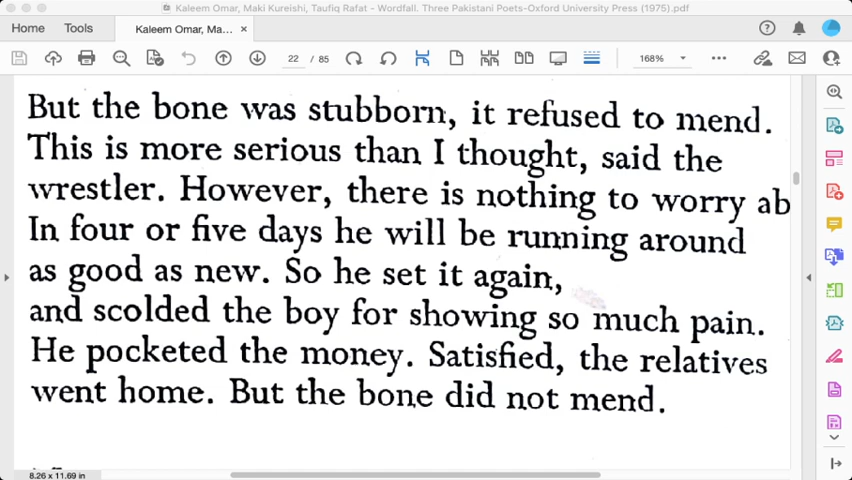 Kaleem Omar, Maki Kureishi, Taufiq Rafat - Wordfall. Three Pakistani Poets-Oxford University Press (1975).pdf
Home Tools Kaleem Omar, Ma... ×
22 / 85 168%
But the bone was stubborn, it refused to mend.
This is more serious than I thought, said the
wrestler. However, there is nothing to worry ab
In four or five days he will be running around
as good as new. So he set it again,
and scolded the boy for showing so much pain.
He pocketed the money. Satisfied, the relatives
went home. But the bone did not mend.
8.26 x 11.69 in